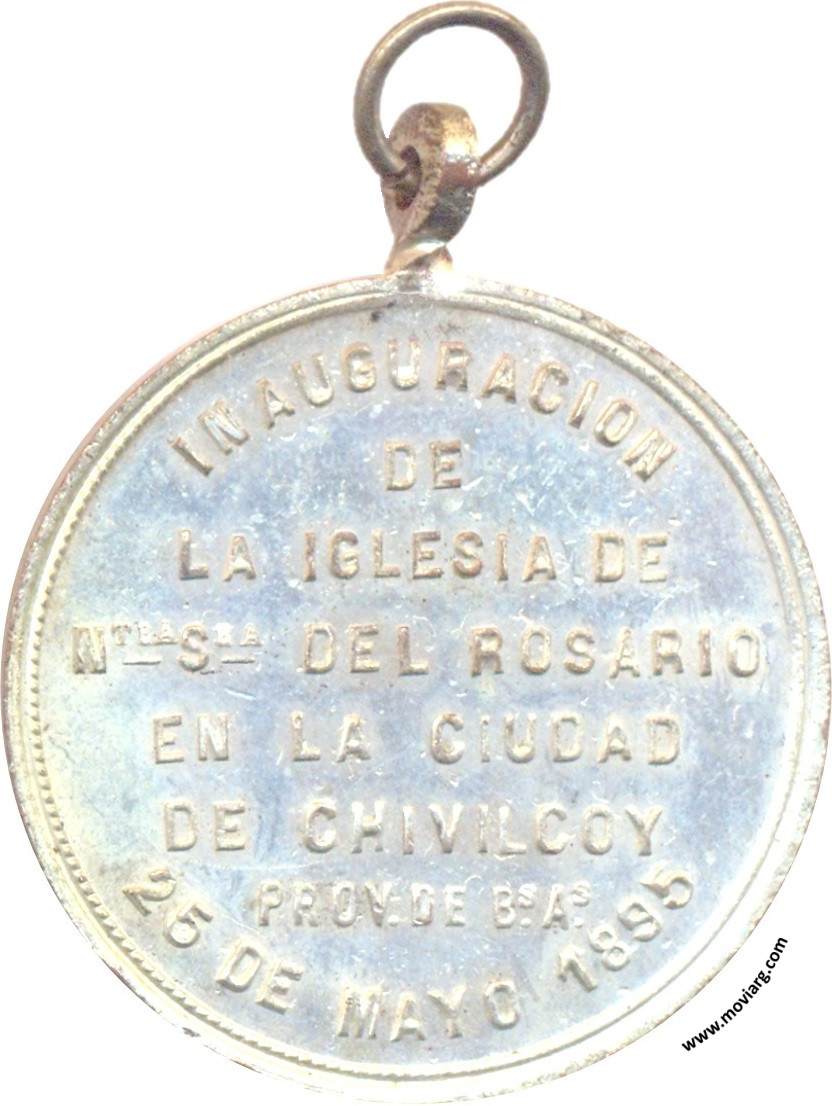 INAUGURACION
DE
LA IGLESIA DE
NTRA SRA DEL ROSARIO
EN LA CIUDAD
DE CHIVILCOY
PROV. DE Bs. As.
25 DE MAYO 1895
www.moviarg.com